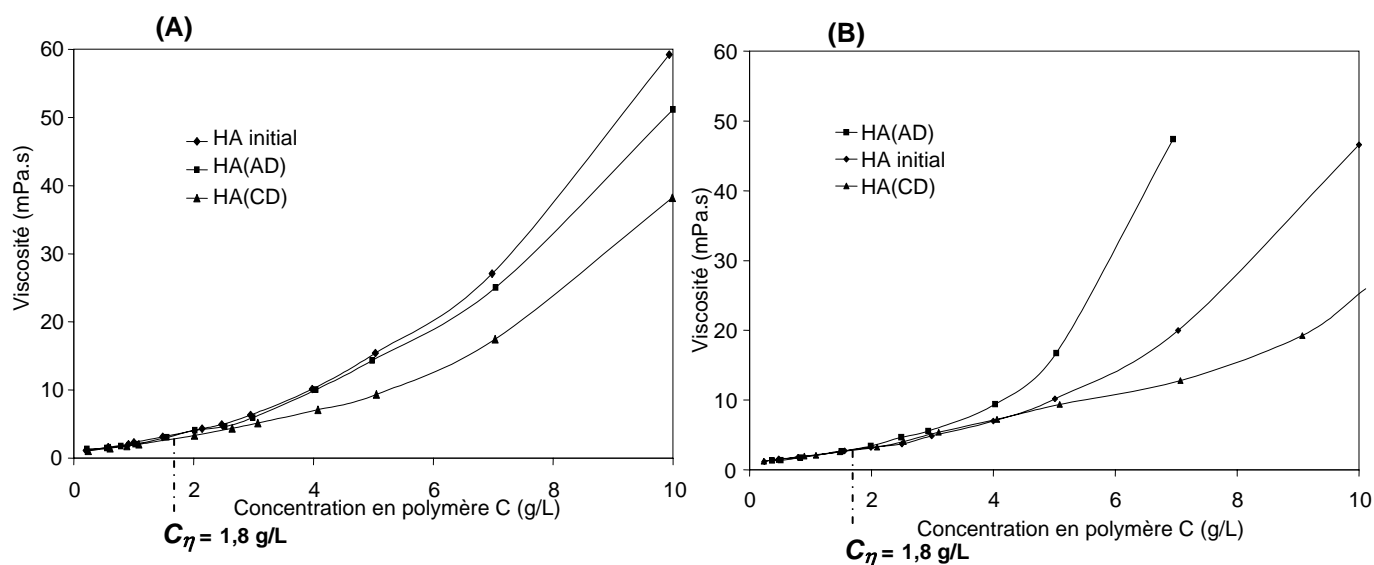 (A)
60
50
40
30
20
10
0
Viscosité (mPa.s)
HA initial
HA(AD)
HA(CD)
0 2 4 6 8 10
Concentration en polymère C (g/L)
Cη = 1,8 g/L
(B)
60
50
40
30
20
10
0
Viscosité (mPa.s)
HA(AD)
HA initial
HA(CD)
0 2 4 6 8 10
Concentration en polymère C (g/L)
Cη = 1,8 g/L